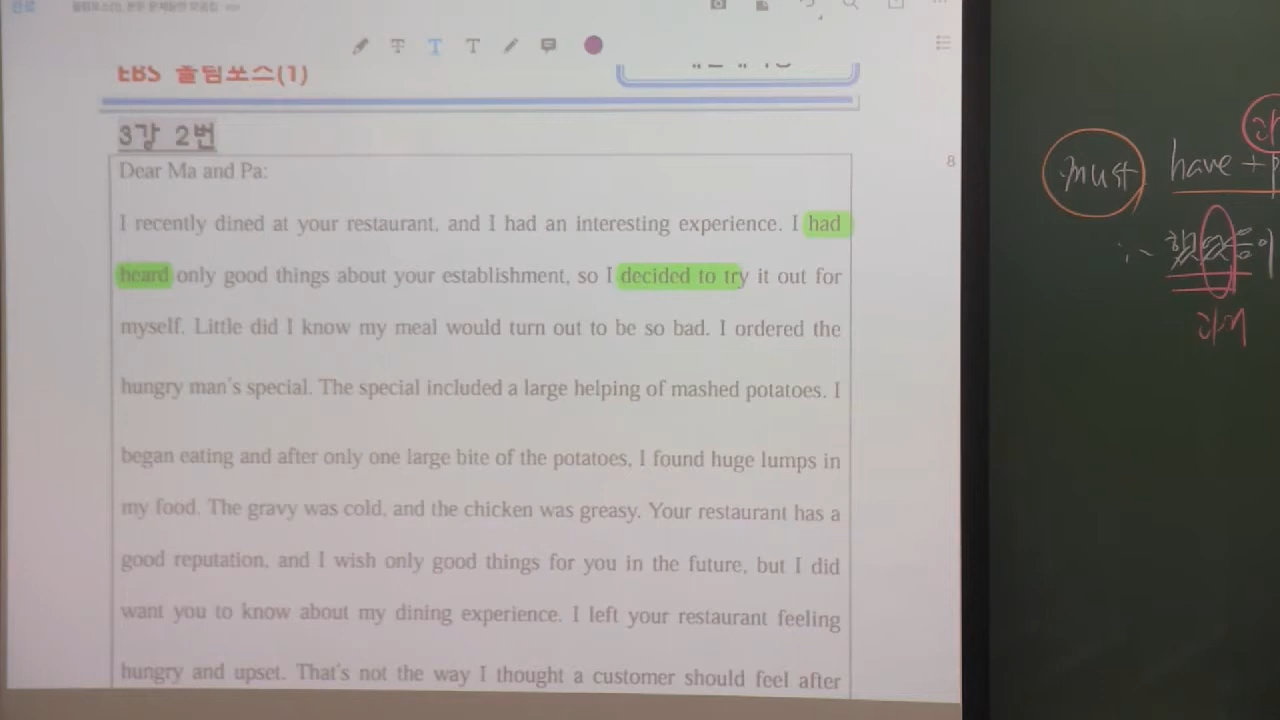 EBS 올림포스(1)
3강 2번
Dear Ma and Pa:
I recently dined at your restaurant, and I had an interesting experience. I had
heard only good things about your establishment, so I decided to try it out for
myself. Little did I know my meal would turn out to be so bad. I ordered the
hungry man's special. The special included a large helping of mashed potatoes. I
began eating and after only one large bite of the potatoes, I found huge lumps in
my food. The gravy was cold, and the chicken was greasy. Your restaurant has a
good reputation, and I wish only good things for you in the future, but I did
want you to know about my dining experience. I left your restaurant feeling
hungry and upset. That's not the way I thought a customer should feel after
8
must have + p
과거